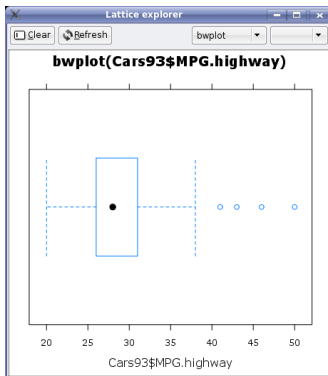 Lattice explorer
Clear Refresh bwplot
bwplot(Cars93$MPG.highway)
20 25 30 35 40 45 50
Cars93$MPG.highway